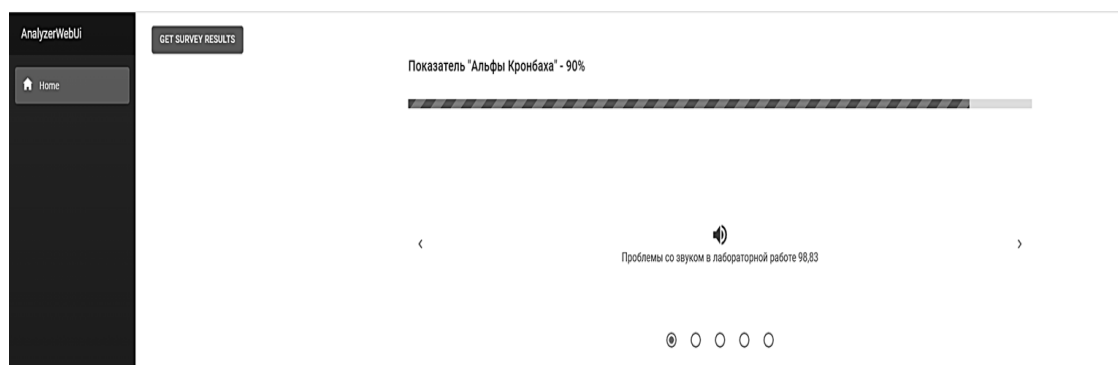 AnalyzerWebUi
Home
GET SURVEY RESULTS
Показатель "Альфы Кронбаха" - 90%
Проблемы со звуком в лабораторной работе 98,83